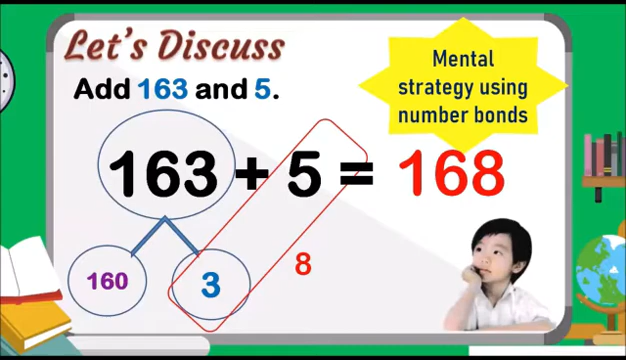 Let's Discuss
Add 163 and 5.
Mental
strategy using
number bonds
163 + 5 = 168
160
3
8